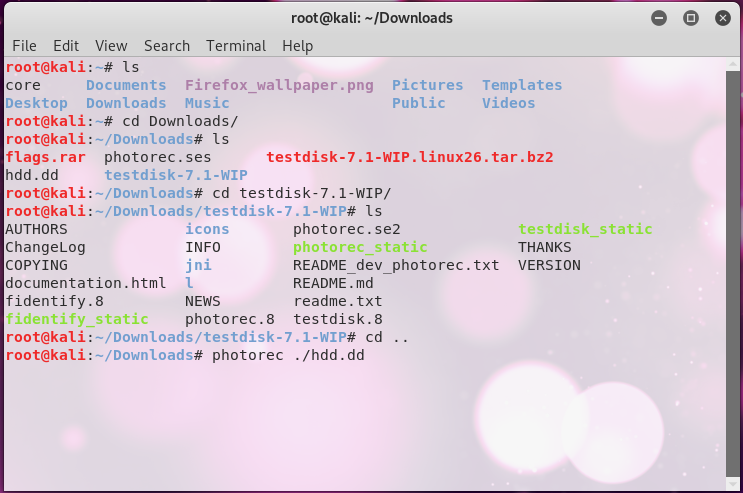 root@kali: ~/Downloads
File Edit View Search Terminal Help
root@kali:~# ls
core     Documents  Firefox_wallpaper.png  Pictures  Templates
Desktop  Downloads  Music                  Public    Videos
root@kali:~# cd Downloads/
root@kali:~/Downloads# ls
flags.rar  photorec.ses      testdisk-7.1-WIP.linux26.tar.bz2
hdd.dd     testdisk-7.1-WIP
root@kali:~/Downloads# cd testdisk-7.1-WIP/
root@kali:~/Downloads/testdisk-7.1-WIP# ls
AUTHORS             icons       photorec.se2             testdisk_static
ChangeLog           INFO        photorec_static          THANKS
COPYING             jni         README_dev_photorec.txt  VERSION
documentation.html  l           README.md
fidentify.8         NEWS        readme.txt
fidentify_static    photorec.8  testdisk.8
root@kali:~/Downloads/testdisk-7.1-WIP# cd ..
root@kali:~/Downloads# photorec ./hdd.dd